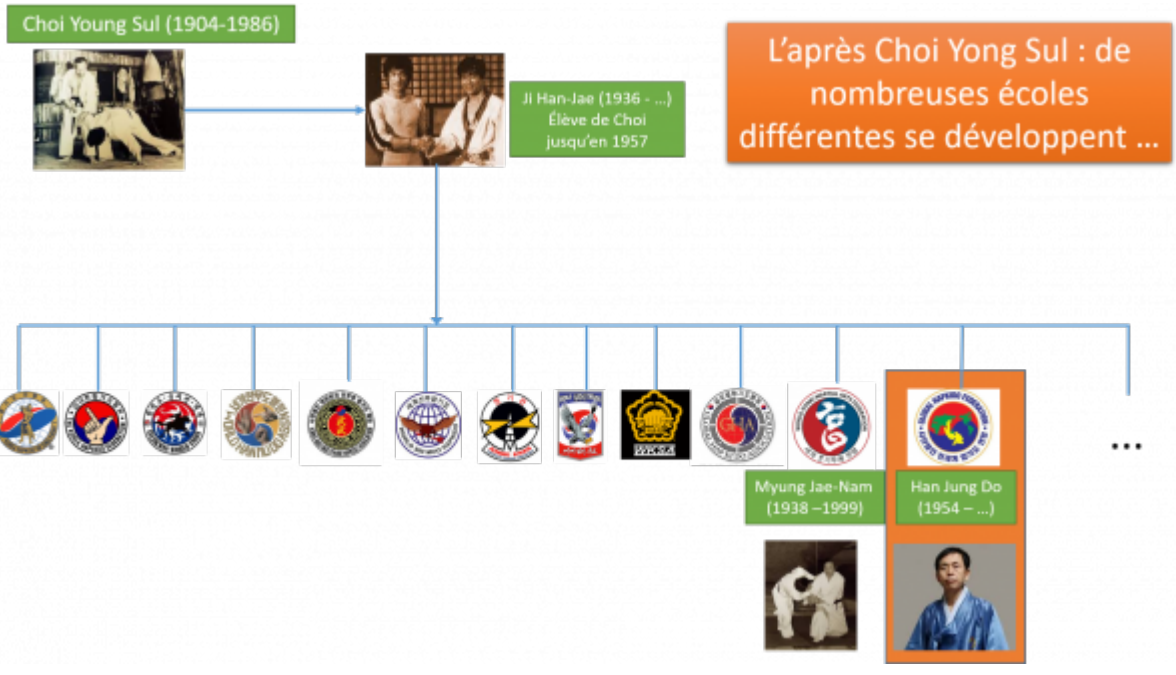 Choi Young Sul (1904-1986)
Ji Han-Jae (1936 - ...)
Élève de Choi
jusqu'en 1957
L'après Choi Yong Sul : de
nombreuses écoles
différentes se développent ...
GHA
WKSA
...
Myung Jae-Nam
(1938 –1999)
Han Jung Do
(1954 – ...)